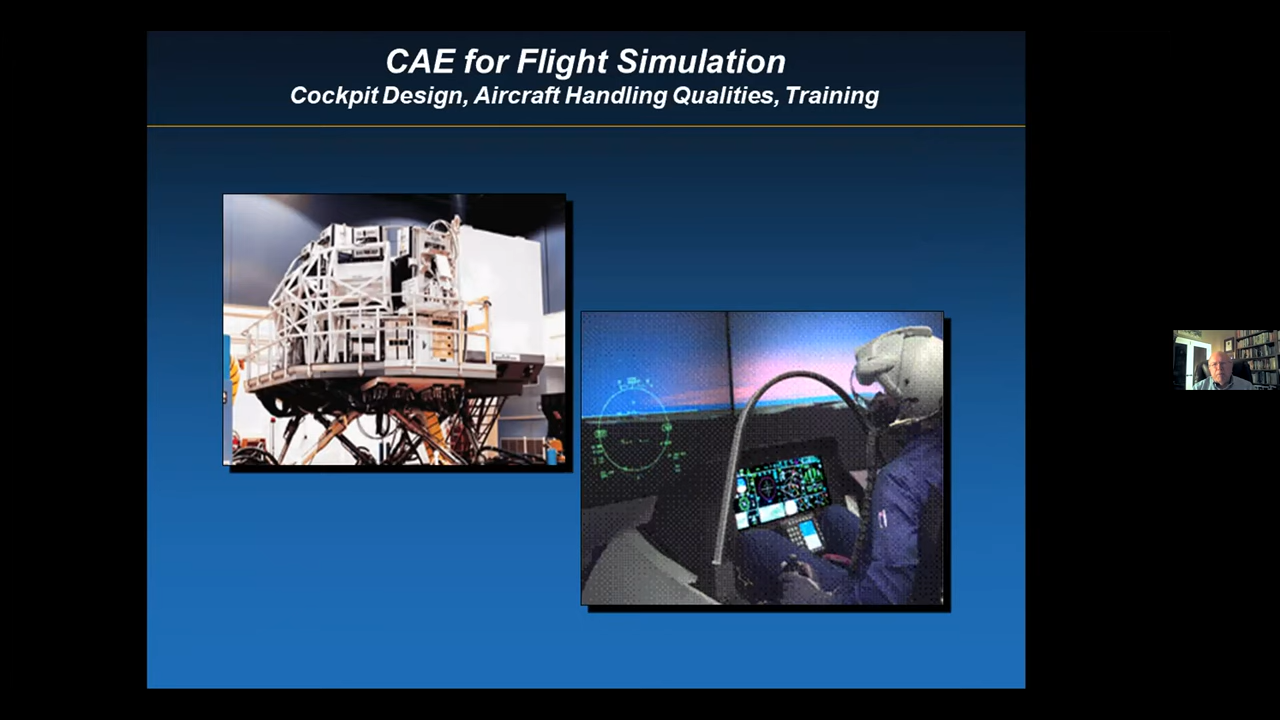 CAE for Flight Simulation
Cockpit Design, Aircraft Handling Qualities, Training